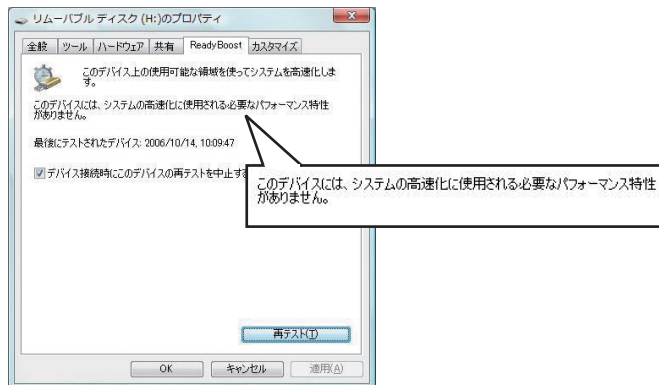 リムーバブル ディスク (H:)のプロパティ
全般 ツール ハードウェア 共有 ReadyBoost カスタマイズ
このデバイス上の使用可能な領域を使ってシステムを高速化しま
す。
このデバイスには、システムの高速化に使用される必要なパフォーマンス特性
がありません。
最後にテストされたデバイス: 2006/10/14, 10:09:47
デバイス接続時にこのデバイスの再テストを中止す
このデバイスには、システムの高速化に使用される必要なパフォーマンス特性
がありません。
再テスト(T)
OK キャンセル 適用(A)